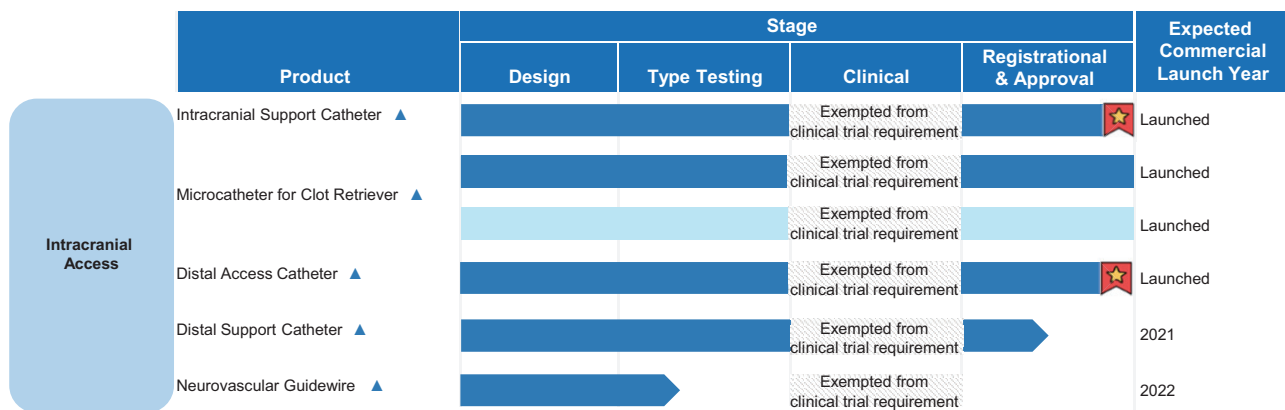 Stage
Expected
Commercial
Launch Year
Product
Design
Type Testing
Clinical
Registrational
& Approval
Intracranial
Access
Intracranial Support Catheter ▲
Exempted from
clinical trial requirement
Launched
Microcatheter for Clot Retriever ▲
Exempted from
clinical trial requirement
Launched
Exempted from
clinical trial requirement
Launched
Distal Access Catheter ▲
Exempted from
clinical trial requirement
Launched
Distal Support Catheter ▲
Exempted from
clinical trial requirement
2021
Neurovascular Guidewire ▲
Exempted from
clinical trial requirement
2022